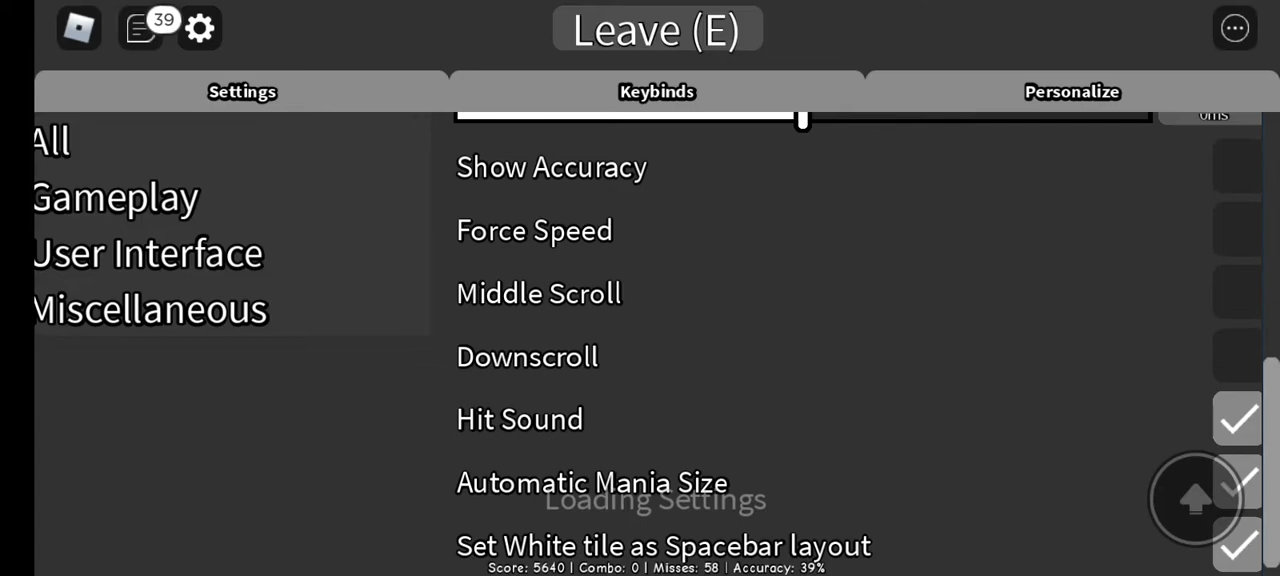 39
Leave (E)
Settings
Keybinds
Personalize
0ms
All
Gameplay
User Interface
Miscellaneous
Show Accuracy
Force Speed
Middle Scroll
Downscroll
Hit Sound
Automatic Mania Size
Loading Settings
Set White tile as Spacebar layout
Score: 5640 | Combo: 0 | Misses: 58 | Accuracy: 39%